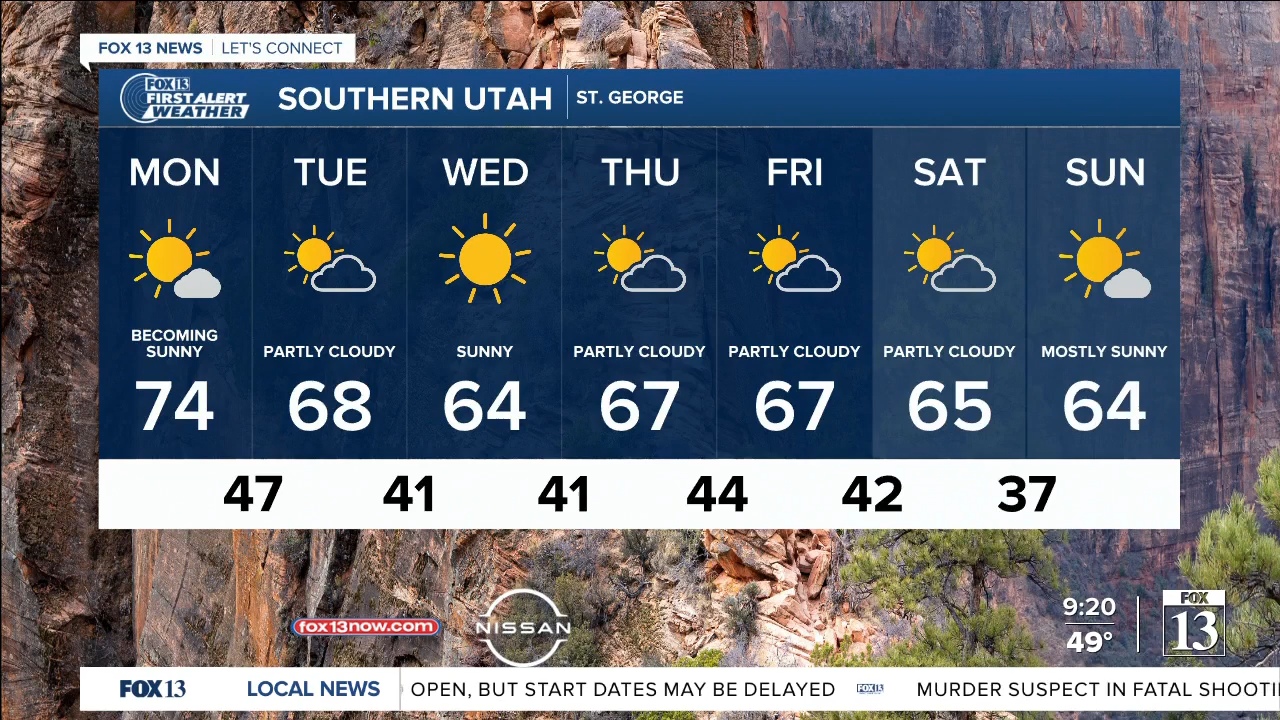 FOX 13 NEWS LET'S CONNECT
FOX 13
FIRST ALERT
WEATHER
SOUTHERN UTAH ST. GEORGE
MON TUE WED THU FRI SAT SUN
BECOMING
SUNNY PARTLY CLOUDY SUNNY PARTLY CLOUDY PARTLY CLOUDY PARTLY CLOUDY MOSTLY SUNNY
74 68 64 67 67 65 64
47 41 41 44 42 37
fox13now.com
NISSAN
9:20
49°
FOX
13
FOX 13 LOCAL NEWS OPEN, BUT START DATES MAY BE DELAYED FOX 13 MURDER SUSPECT IN FATAL SHOOTI